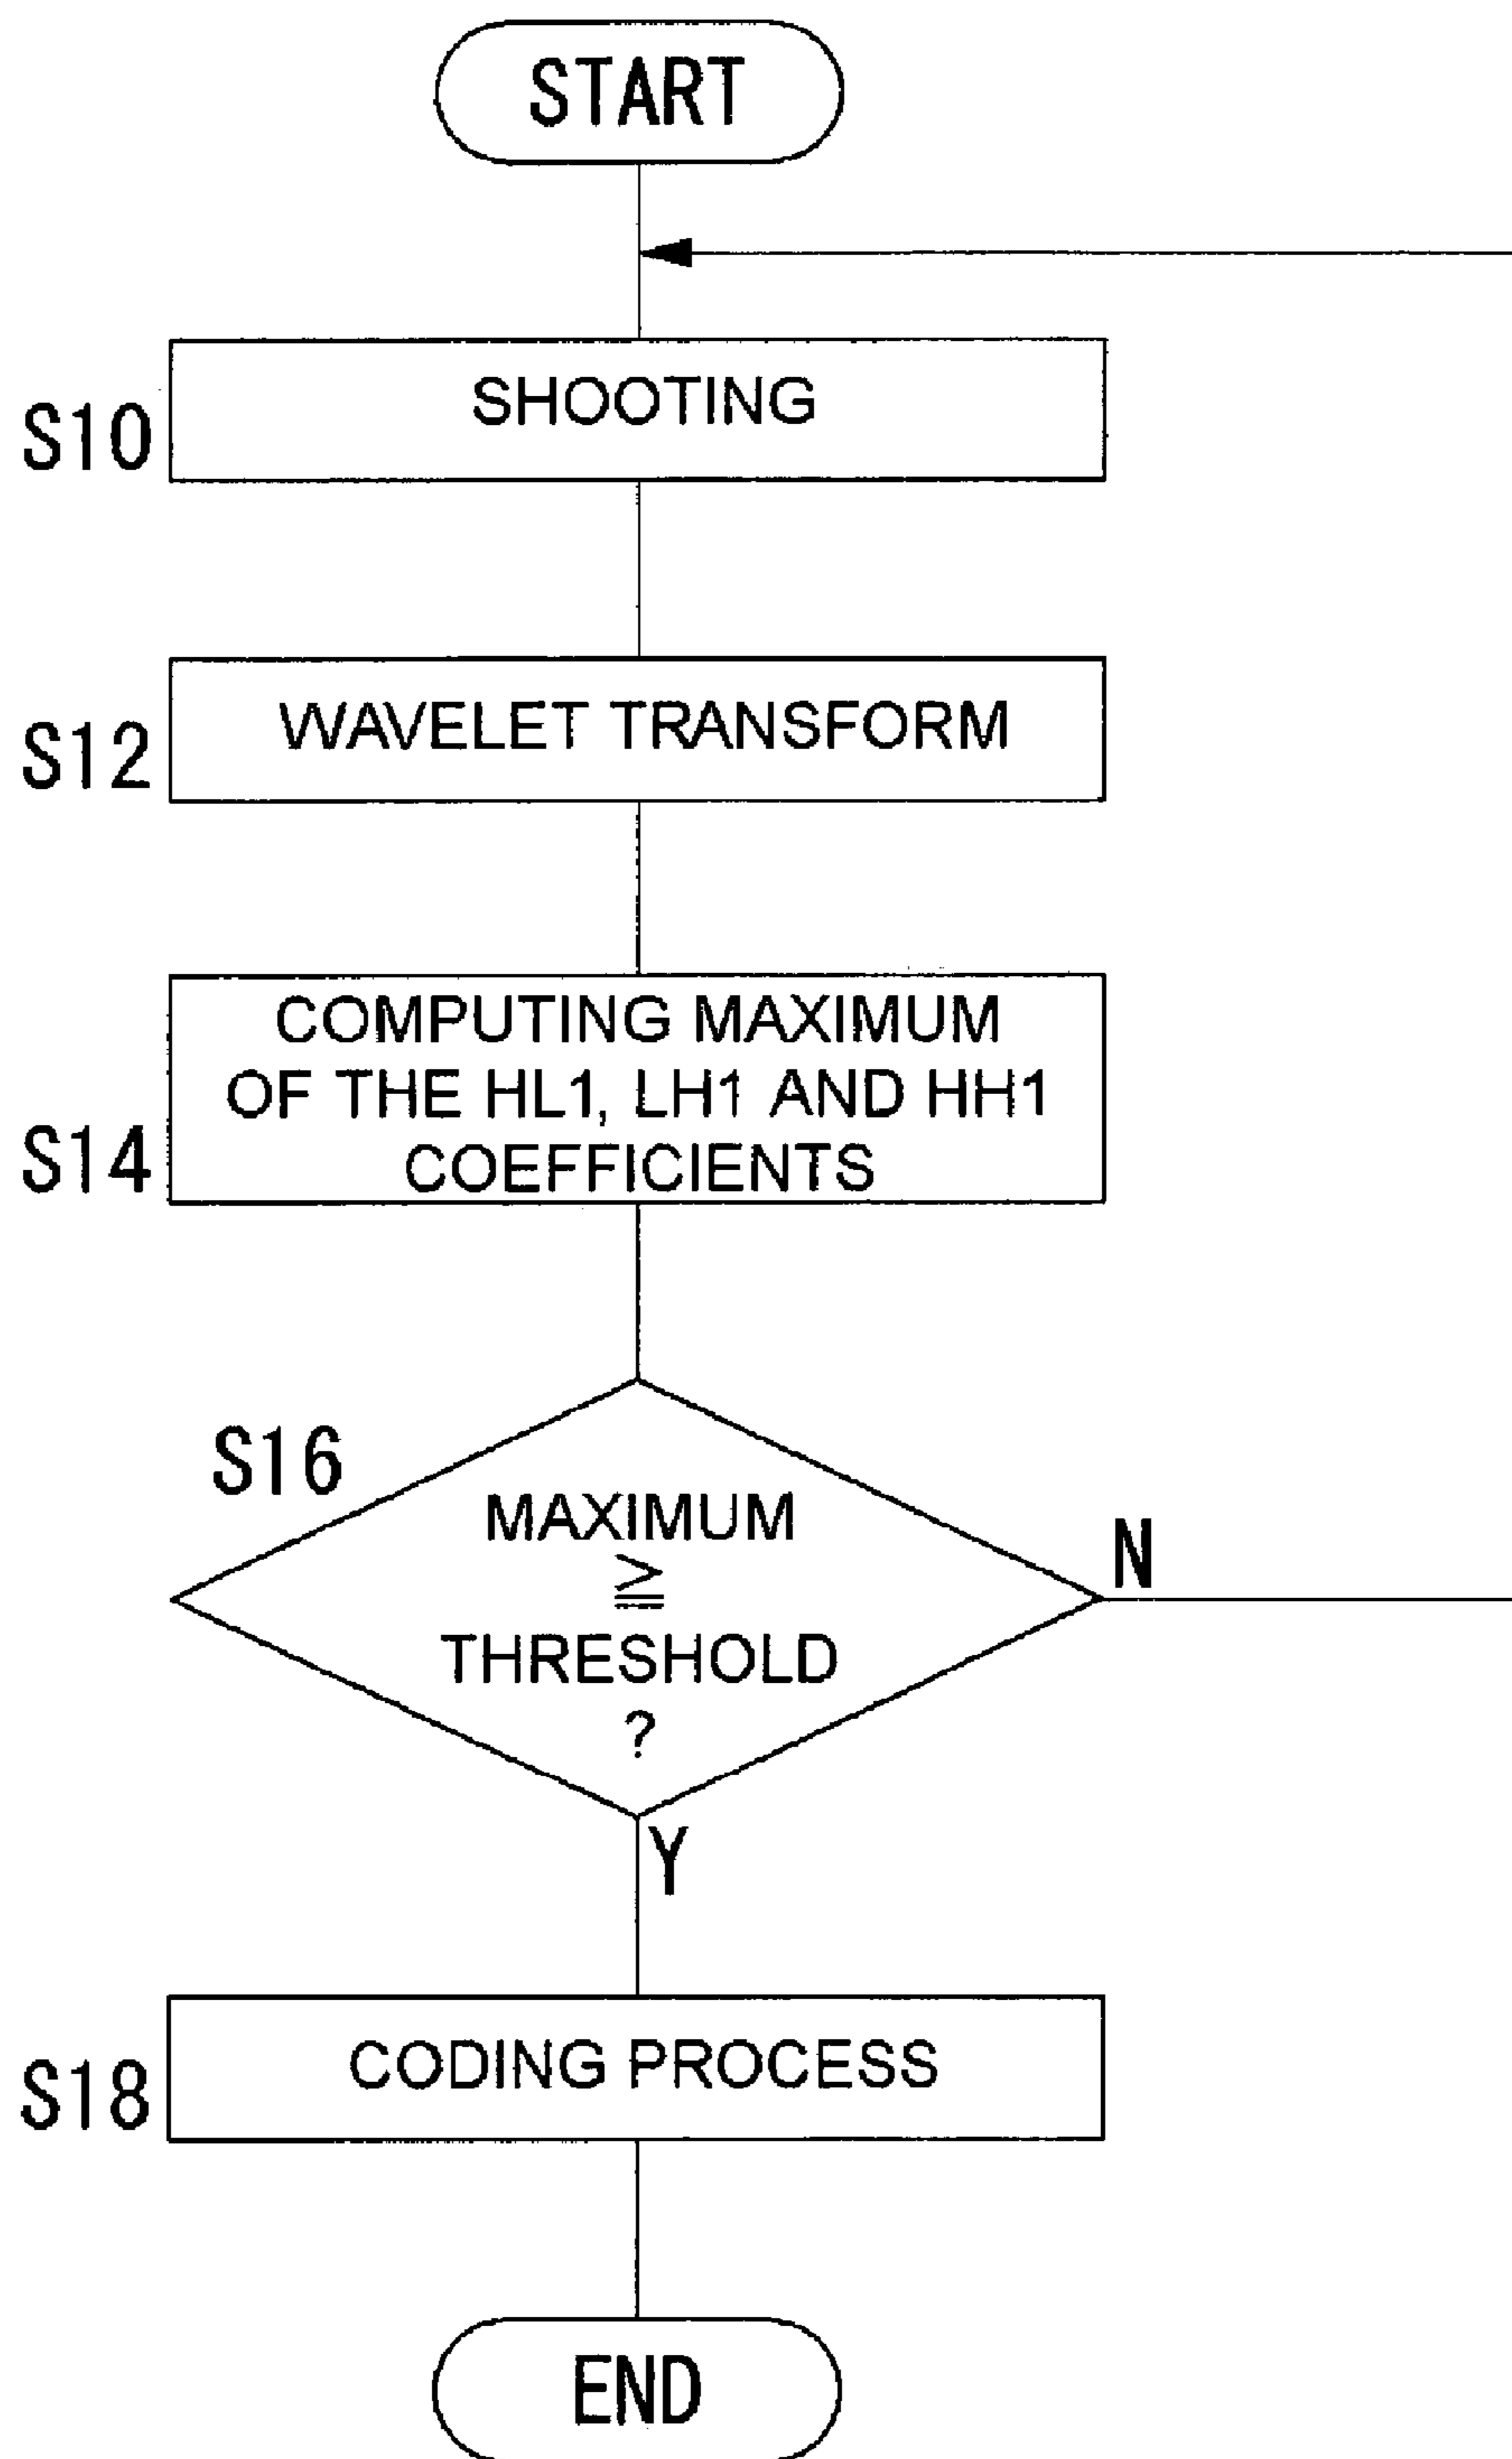 START
S10
SHOOTING
S12
WAVELET TRANSFORM
S14
COMPUTING MAXIMUM
OF THE HL1, LH1 AND HH1
COEFFICIENTS
S16
MAXIMUM
≧
THRESHOLD
?
N
Y
S18
CODING PROCESS
END